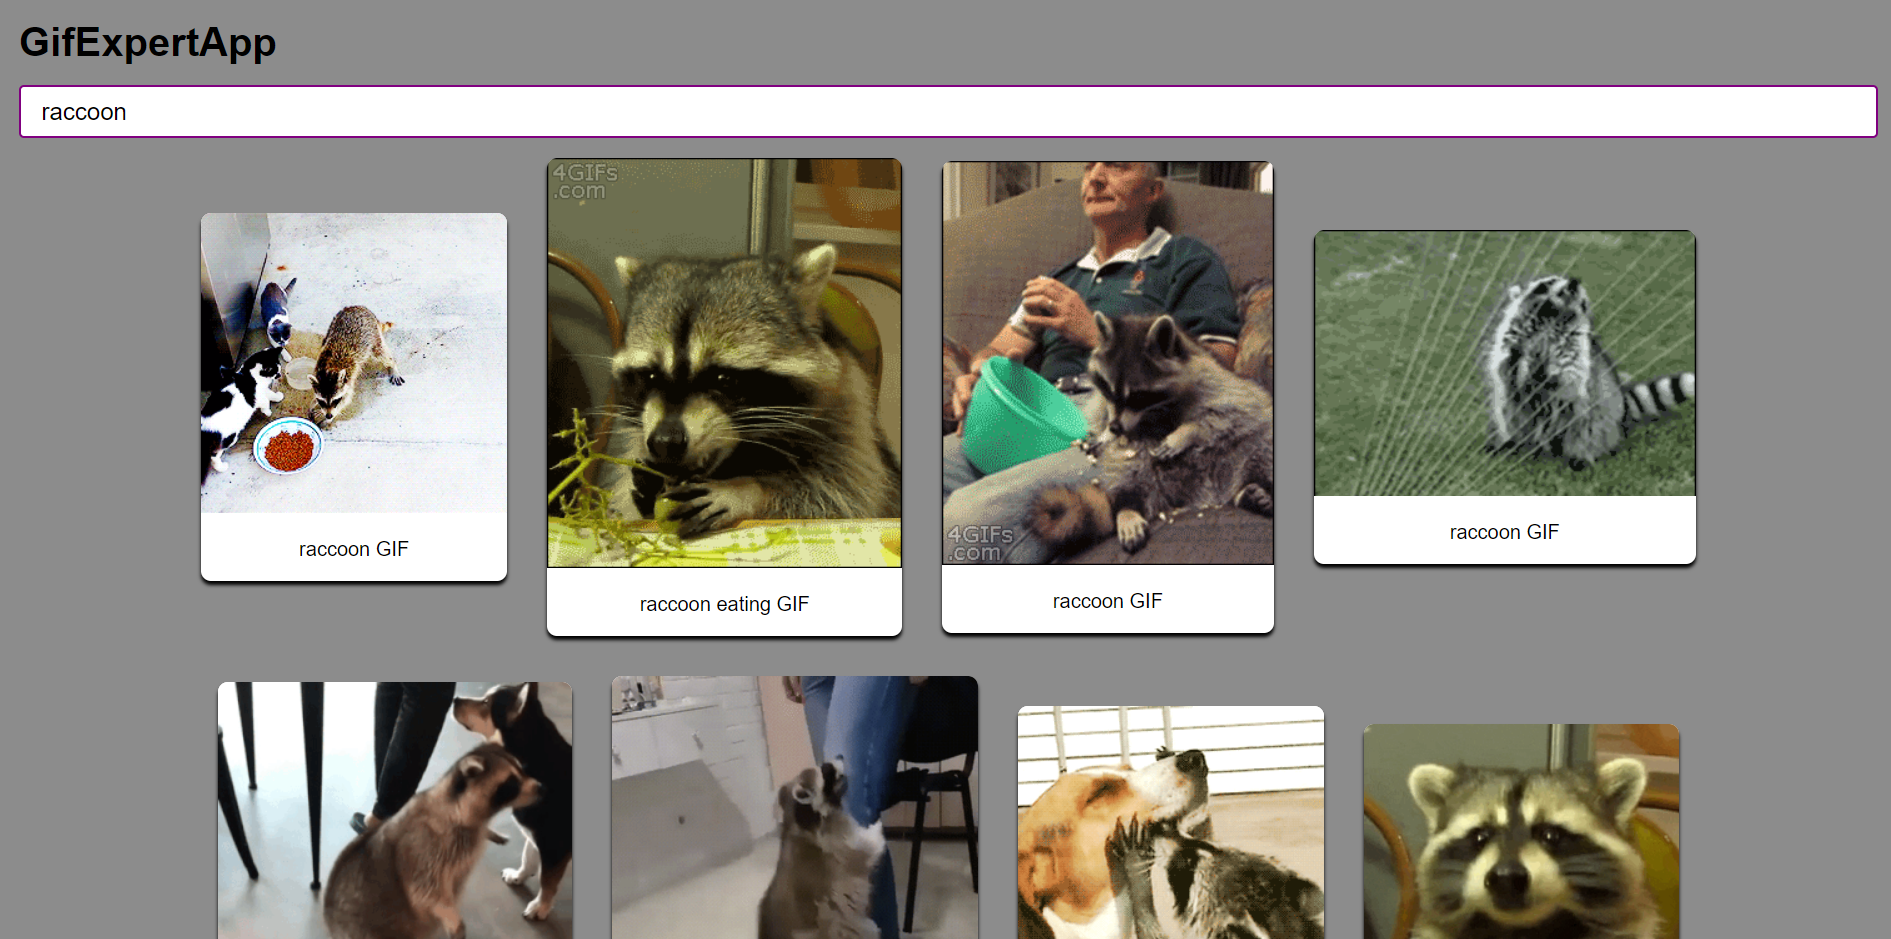 GifExpertApp
raccoon
4GIFs
.com
4GIFs
.com
raccoon GIF
raccoon eating GIF
raccoon GIF
raccoon GIF